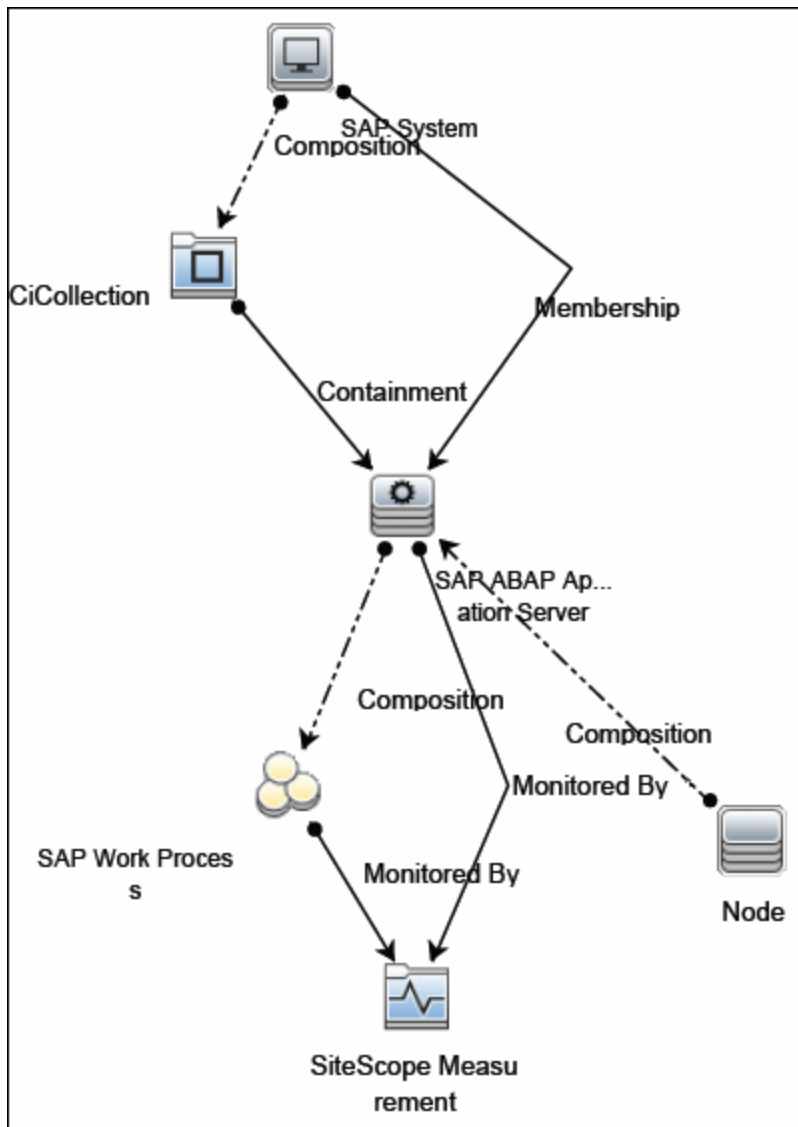 SAP System
Composition
CiCollection
Membership
Containment
SAP ABAP Ap...
ation Server
Composition
Composition
Monitored By
SAP Work Proces
s
Monitored By
Node
SiteScope Measu
rement